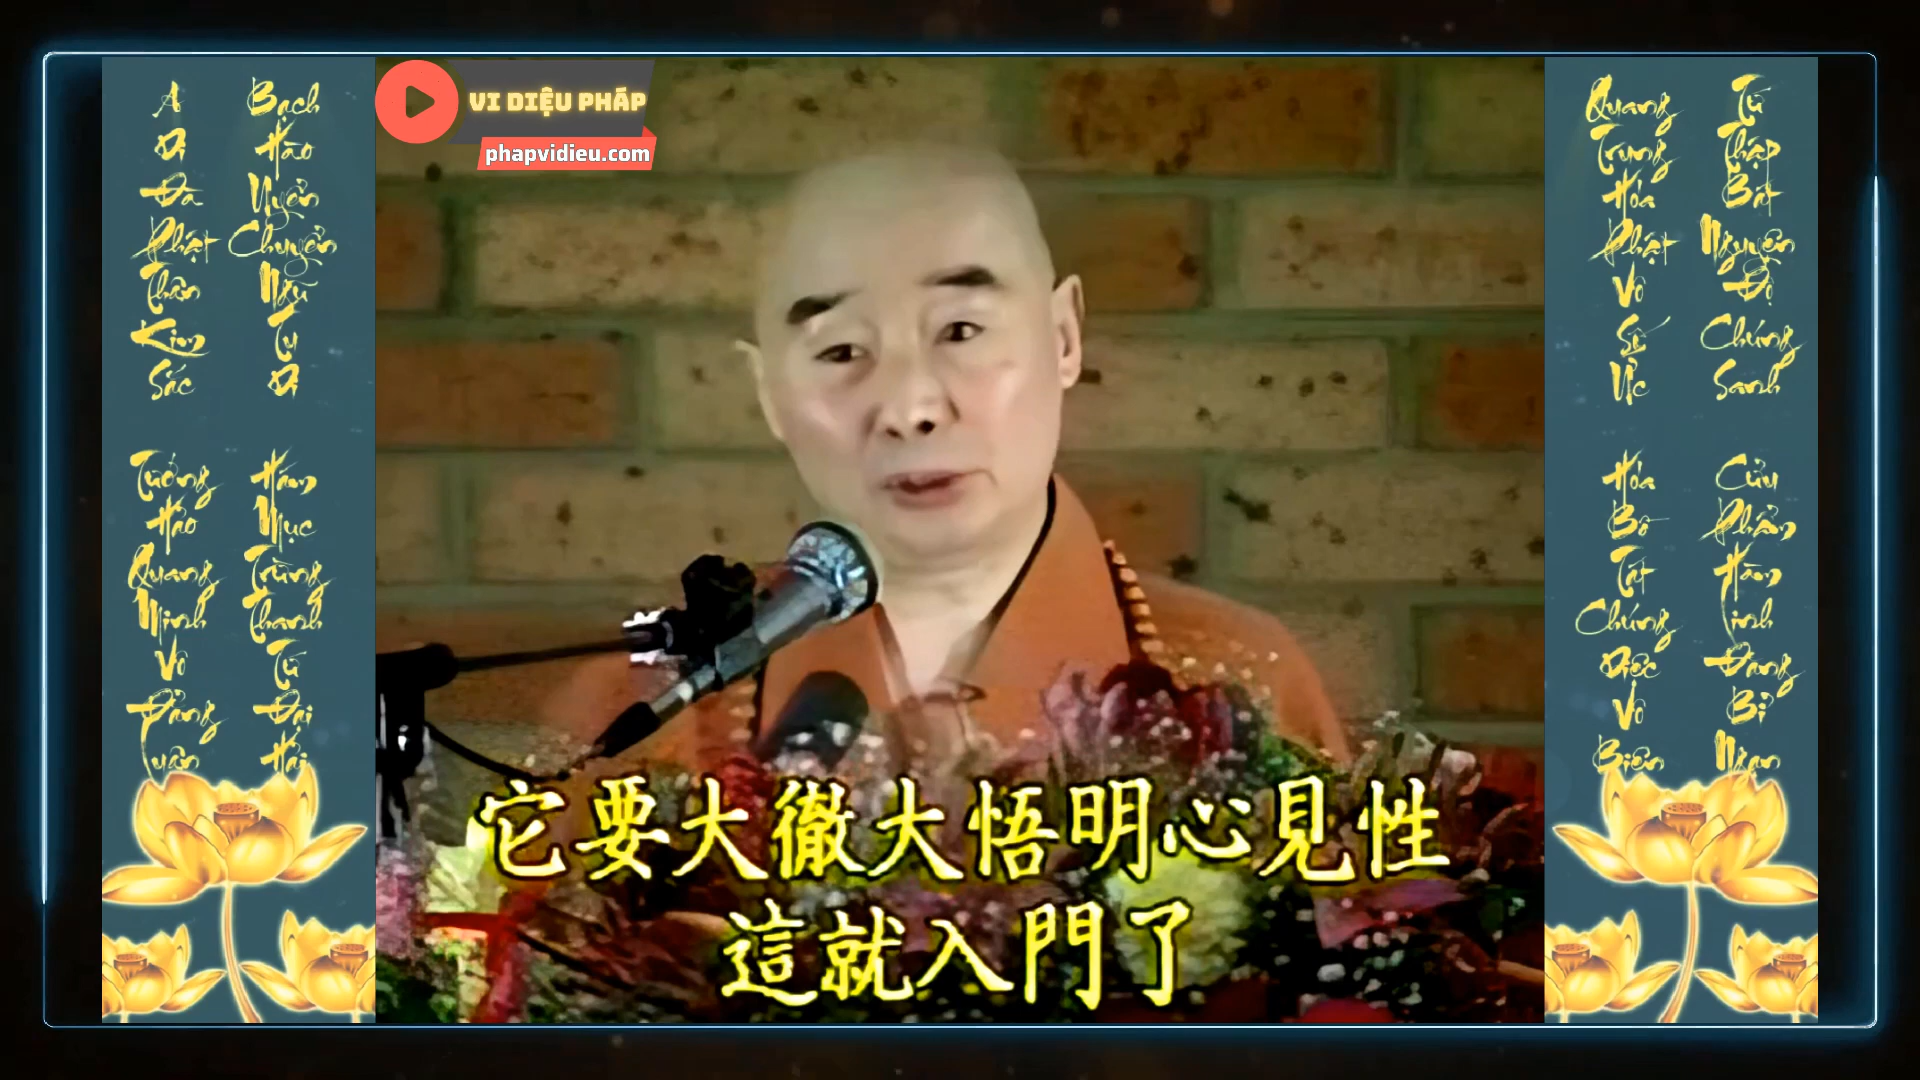 A Di Đà Phật Thân Kim Sắc
Tướng Hảo Quang Minh Vô Đẳng Luân
Bạch Hào Uyển Chuyển Ngũ Tu Di
Hám Mục Trừng Thanh Tứ Đại Hải
VI DIỆU PHÁP
phapvidieu.com
它要大徹大悟明心見性
這就入門了
Quang Trung Hóa Phật Vô Số Ức
Hóa Bồ Tát Chúng Diệc Vô Biên
Tứ Thập Bát Nguyện Độ Chúng Sanh
Cửu Phẩm Hàm Linh Đăng Bỉ Ngạn